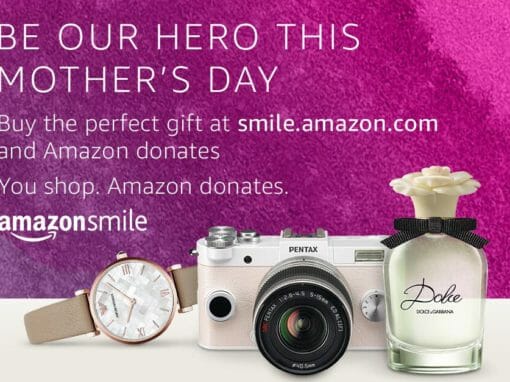 BE OUR HERO THIS
MOTHER'S DAY
Buy the perfect gift at smile.amazon.com
and Amazon donates
You shop. Amazon donates.
amazonsmile
PENTAX
PENTAX
Dolce
DOLCE&GABBANA